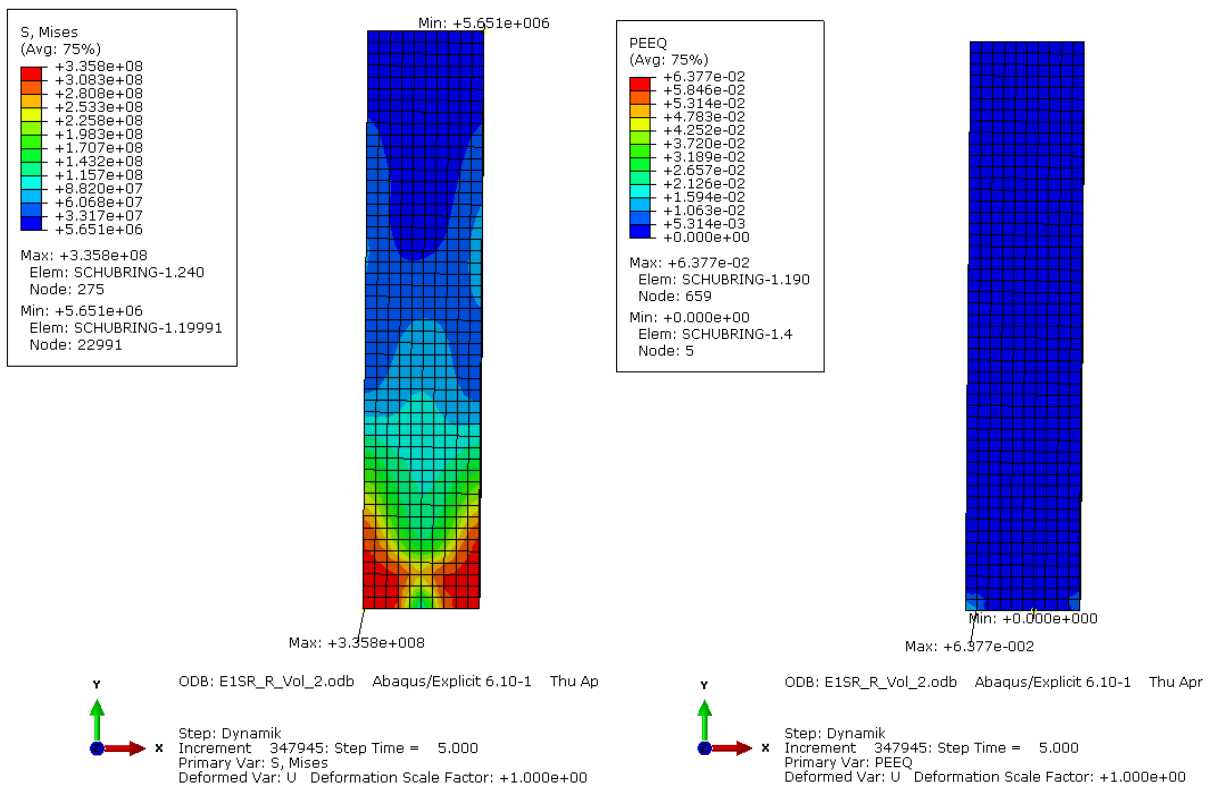 S, Mises
(Avg: 75%)
+3.358e+08
+3.083e+08
+2.808e+08
+2.533e+08
+2.258e+08
+1.983e+08
+1.707e+08
+1.432e+08
+1.157e+08
+8.820e+07
+6.068e+07
+3.317e+07
+5.651e+06
Max: +3.358e+08
Elem: SCHUBRING-1.240
Node: 275
Min: +5.651e+06
Elem: SCHUBRING-1.19991
Node: 22991
Min: +5.651e+006
Max: +3.358e+008
Y
X
Z
ODB: E1SR_R_Vol_2.odb Abaqus/Explicit 6.10-1 Thu Ap
Step: Dynamik
Increment 347945: Step Time = 5.000
Primary Var: S, Mises
Deformed Var: U Deformation Scale Factor: +1.000e+00
PEEQ
(Avg: 75%)
+6.377e-02
+5.846e-02
+5.314e-02
+4.783e-02
+4.252e-02
+3.720e-02
+3.189e-02
+2.657e-02
+2.126e-02
+1.594e-02
+1.063e-02
+5.314e-03
+0.000e+00
Max: +6.377e-02
Elem: SCHUBRING-1.190
Node: 659
Min: +0.000e+00
Elem: SCHUBRING-1.4
Node: 5
Min: +0.000e+000
Max: +6.377e-002
Y
X
Z
ODB: E1SR_R_Vol_2.odb Abaqus/Explicit 6.10-1 Thu Apr
Step: Dynamik
Increment 347945: Step Time = 5.000
Primary Var: PEEQ
Deformed Var: U Deformation Scale Factor: +1.000e+00